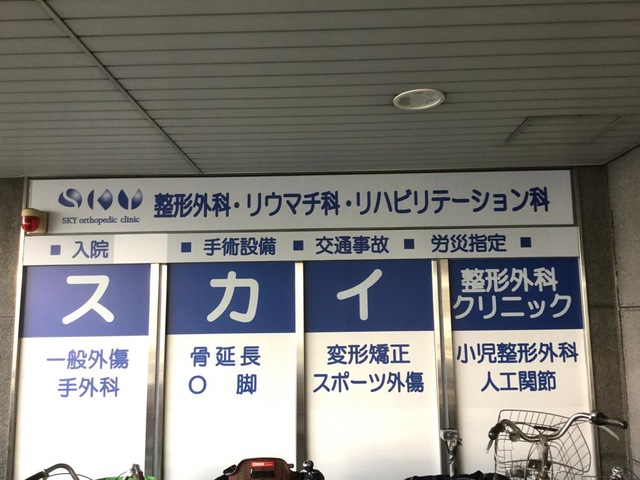 SKY
SKY orthopedic clinic
整形外科・リウマチ科・リハビリテーション科
■ 入院 ■ 手術設備 ■ 交通事故 ■ 労災指定 ■
スカイ
整形外科
クリニック
一般外傷
手外科
骨延長
○脚
変形矯正
スポーツ外傷
小児整形外科
人工関節